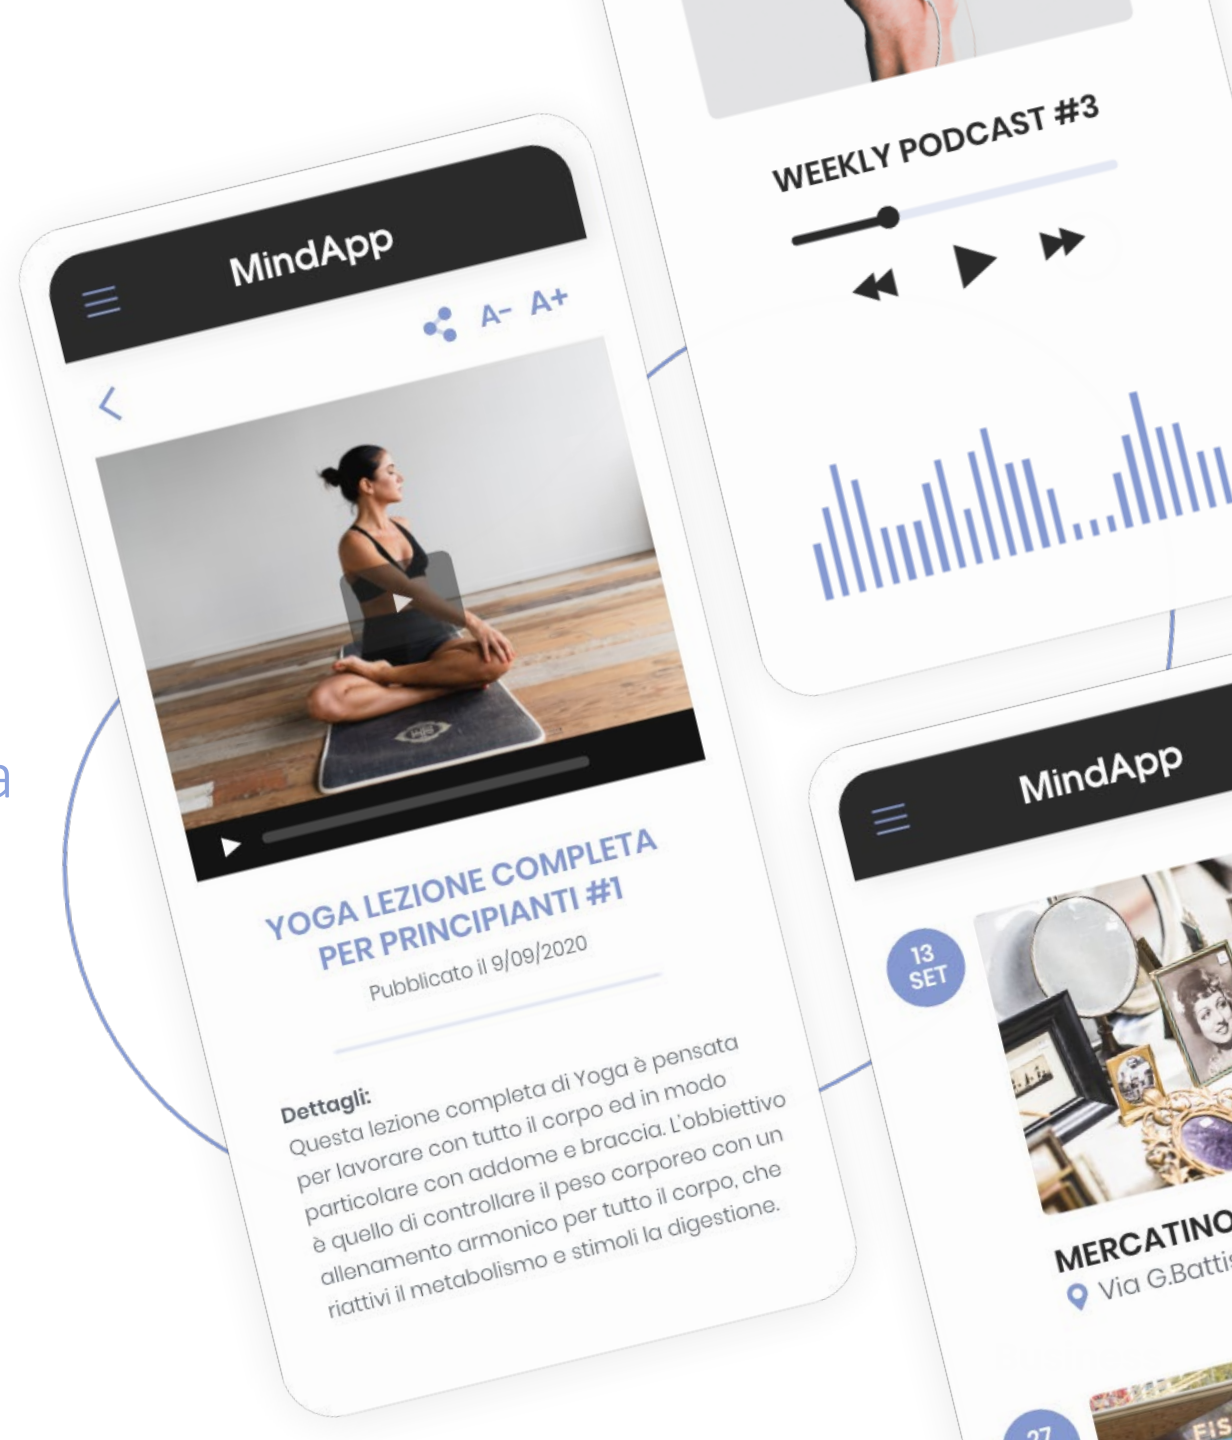 WEEKLY PODCAST #3
MindApp
A- A+
YOGA LEZIONE COMPLETA
PER PRINCIPIANTI #1
Pubblicato il 9/09/2020
Dettagli:
Questa lezione completa di Yoga è pensata
per lavorare con tutto il corpo ed in modo
particolare con addome e braccia. L'obbiettivo
è quello di controllare il peso corporeo con un
allenamento armonico per tutto il corpo, che
riattivi il metabolismo e stimoli la digestione.
a
MindApp
13
SET
MERCATINO
Via G.Battis
27
FIS